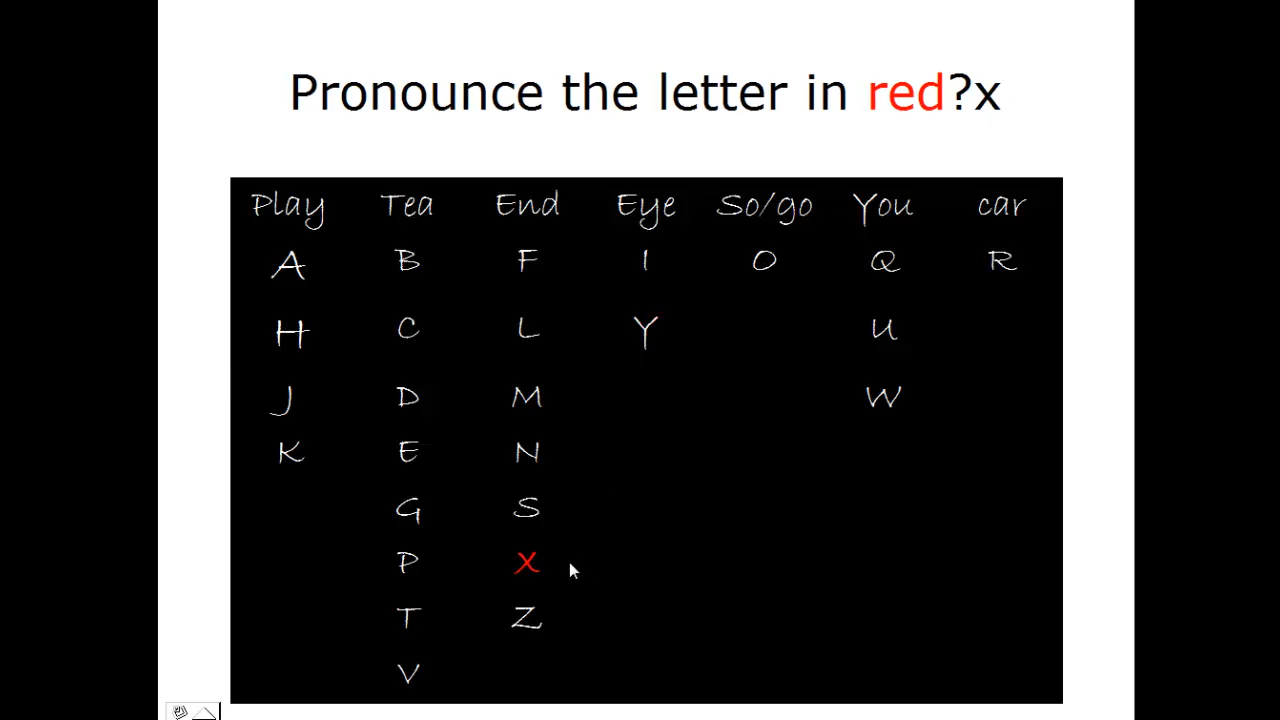 Pronounce the letter in red?x
Play Tea End Eye So/go You car
A B F I O Q R
H C L Y U
J D M W
K E N
G S
P X
T Z
V